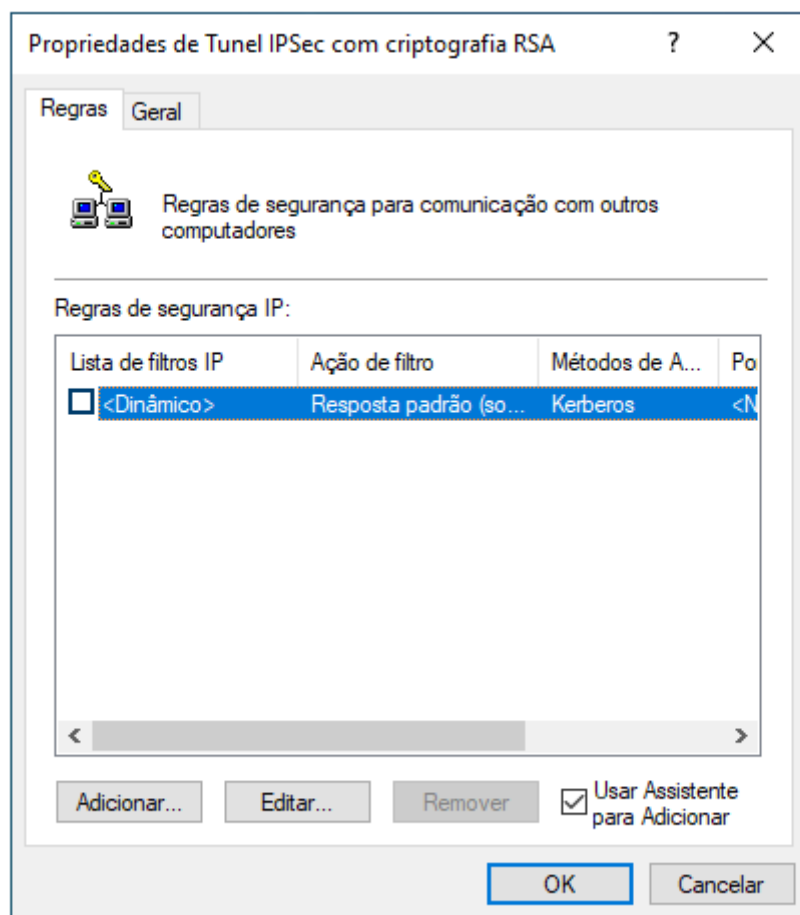 Propriedades de Tunel IPSec com criptografia RSA ? X
Regras Geral
Regras de segurança para comunicação com outros
computadores
Regras de segurança IP:
Lista de filtros IP Ação de filtro Métodos de A... Po
<Dinâmico> Resposta padrão (so... Kerberos <N
Adicionar... Editar... Remover Usar Assistente
para Adicionar
OK Cancelar